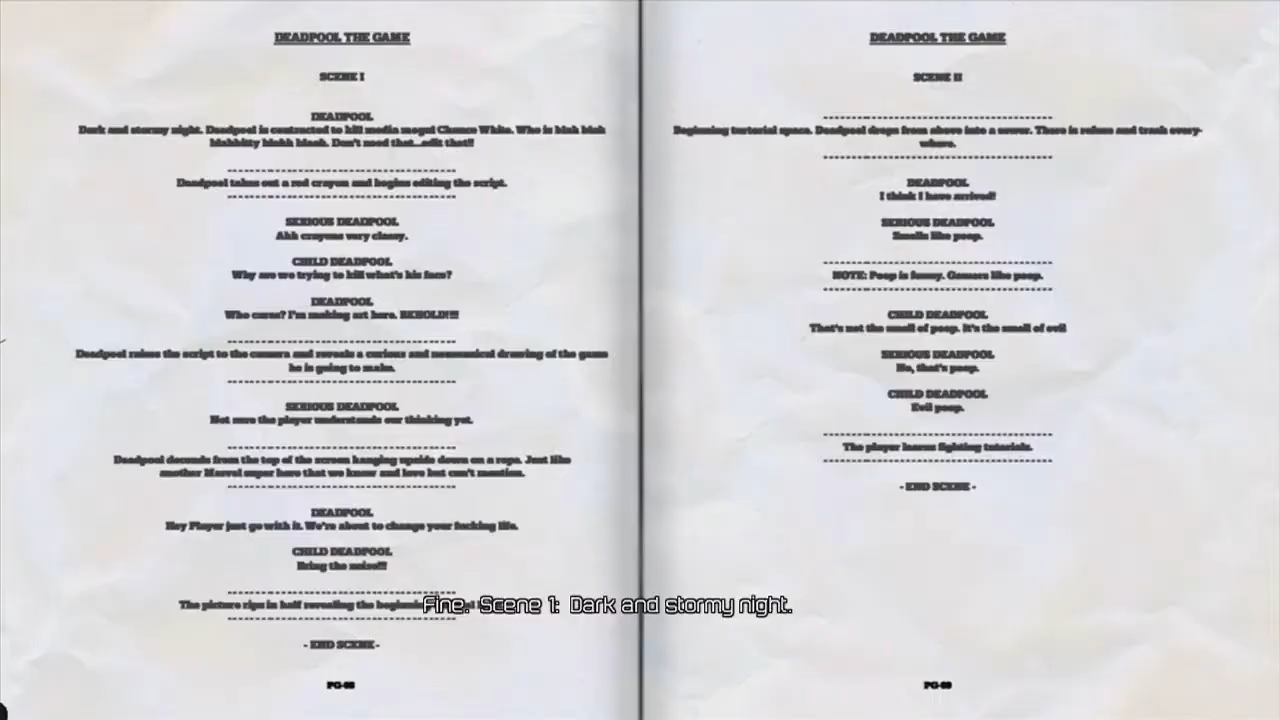 DEADPOOL THE GAME
SCENE I
DEADPOOL
Dark and stormy night. Deadpool is contracted to kill media mogul Chance White. Who is blah blah
blabbitty blahh blaah. Don't need that...edit that!!
Deadpool takes out a red crayon and begins editing the script.
SERIOUS DEADPOOL
Ahh crayons very classy.
CHILD DEADPOOL
Why are we trying to kill what's his face?
DEADPOOL
Who cares? I'm making art here. BEHOLD!!!!
Deadpool raises the script to the camera and reveals a curious and nonsensical drawing of the game
he is going to make.
SERIOUS DEADPOOL
Not sure the player understands our thinking yet.
Deadpool decends from the top of the screen hanging upside down on a rope. Just like
another Marvel super hero that we know and love but can't mention.
DEADPOOL
Hey Player just go with it. We're about to change your fucking life.
CHILD DEADPOOL
Bring the noise!!!
The picture rips in half revealing the
Fine. Scene 1: Dark and stormy night.
- END SCENE -
DEADPOOL THE GAME
SCENE II
Beginning tortorial space. Deadpool drops from above into a sewer. There is refuse and trash every-
where.
DEADPOOL
I think I have arrived!
SERIOUS DEADPOOL
Smells like poop.
NOTE: Poop is funny. Gamers like poop.
CHILD DEADPOOL
That's not the smell of poop. It's the smell of evil
SERIOUS DEADPOOL
No, that's poop.
CHILD DEADPOOL
Evil poop.
The player learns fighting tutorials.
- END SCENE -